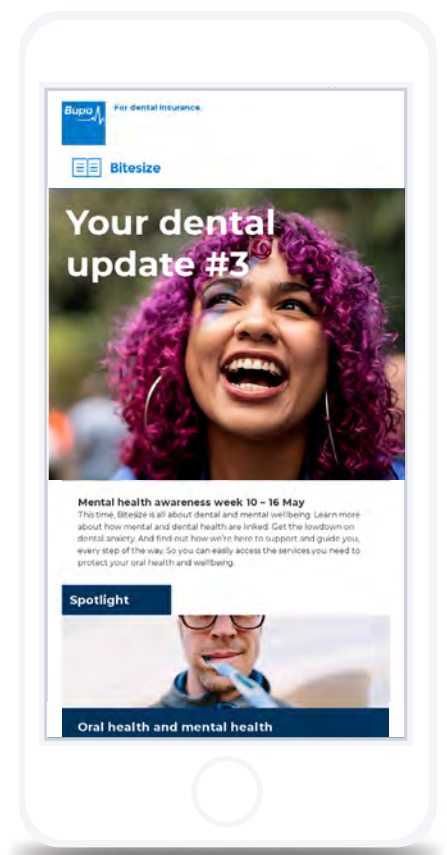 Bupa
For dental insurance.
Bitesize
Your dental
update #3
Mental health awareness week 10 – 16 May
This time, Bitesize is all about dental and mental wellbeing. Learn more
about how mental and dental health are linked. Get the lowdown on
dental anxiety. And find out how we're here to support and guide you,
every step of the way. So you can easily access the services you need to
protect your oral health and wellbeing.
Spotlight
Oral health and mental health